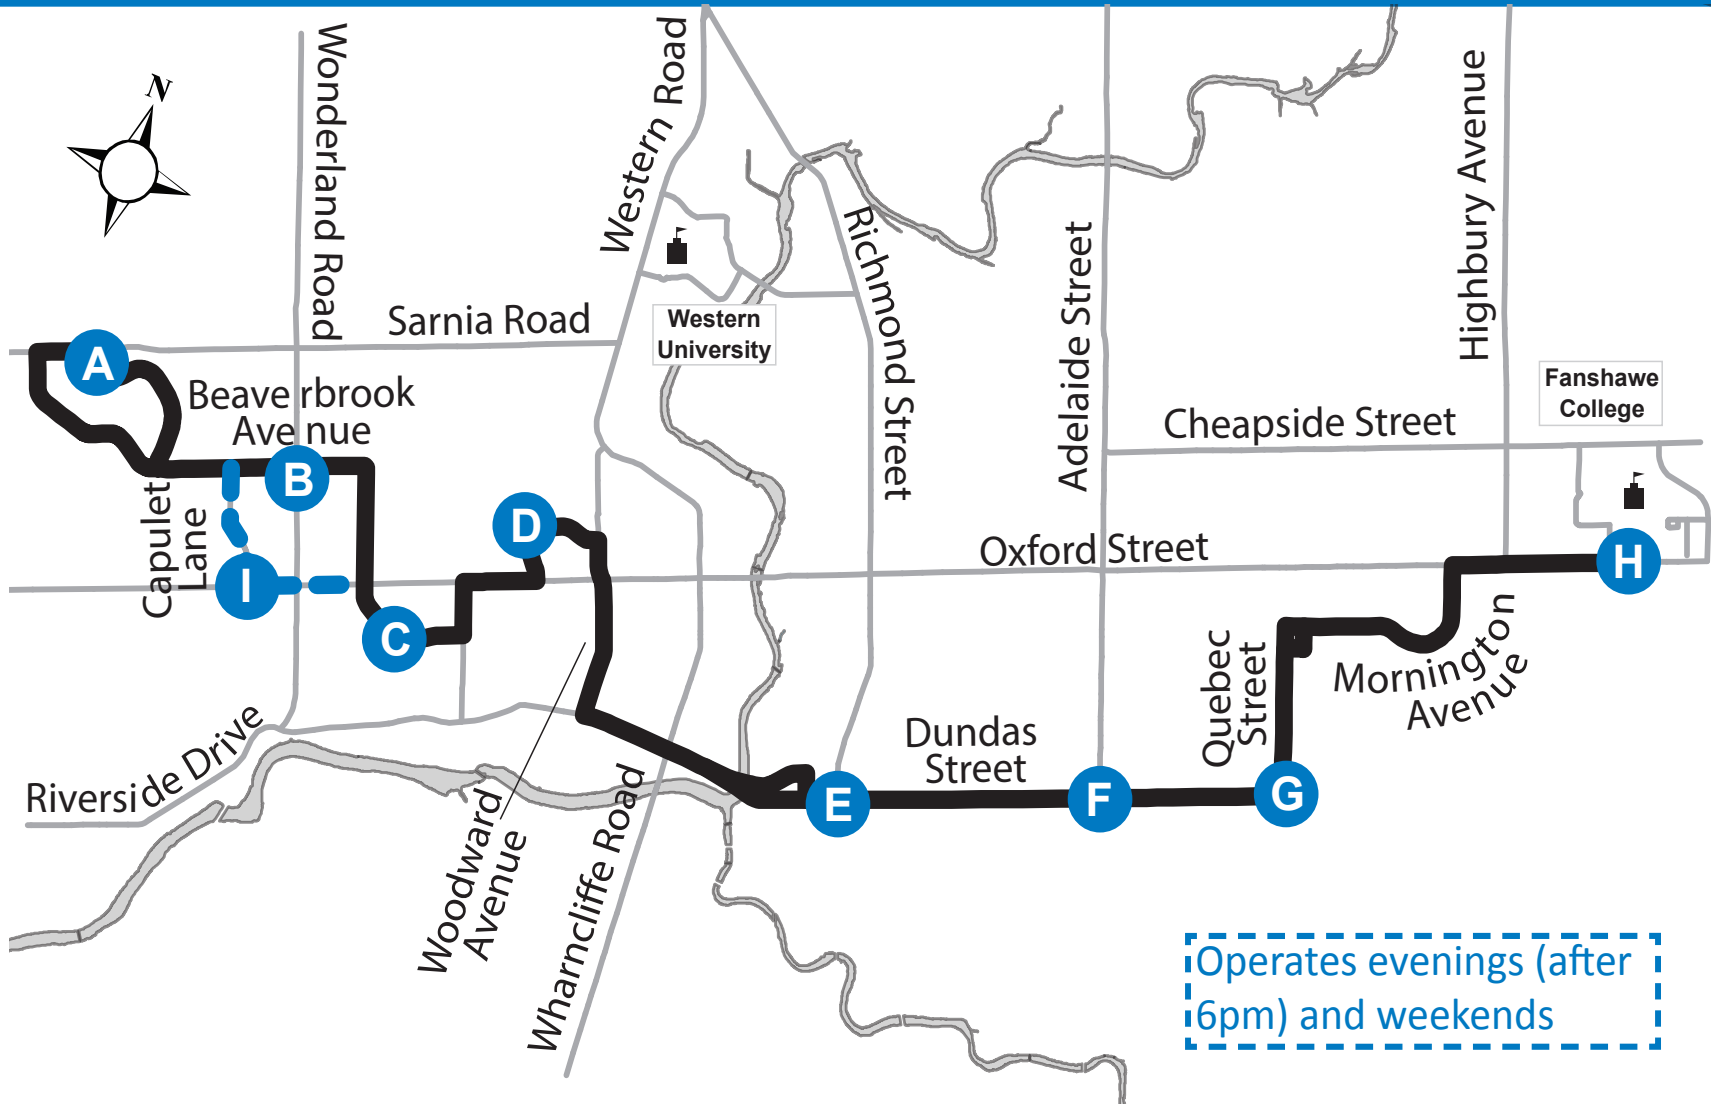 N
Wonderland Road
Western Road
Richmond Street
Adelaide Street
Highbury Avenue
Sarnia Road
Western
University
A
Beaverbrook
Avenue
Fanshawe
College
Cheapside Street
B
Capulet
Lane
D
Oxford Street
H
I
C
Quebec
Street
Mornington
Avenue
Riverside Drive
Dundas
Street
E
F
G
Woodward
Avenue
Wharncliffe Road
Operates evenings (after
6pm) and weekends